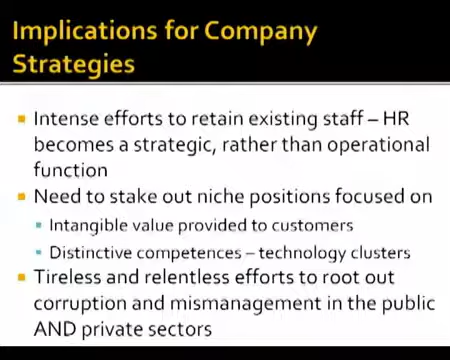 Implications for Company
Strategies
Intense efforts to retain existing staff – HR
becomes a strategic, rather than operational
function
Need to stake out niche positions focused on
Intangible value provided to customers
Distinctive competences – technology clusters
Tireless and relentless efforts to root out
corruption and mismanagement in the public
AND private sectors